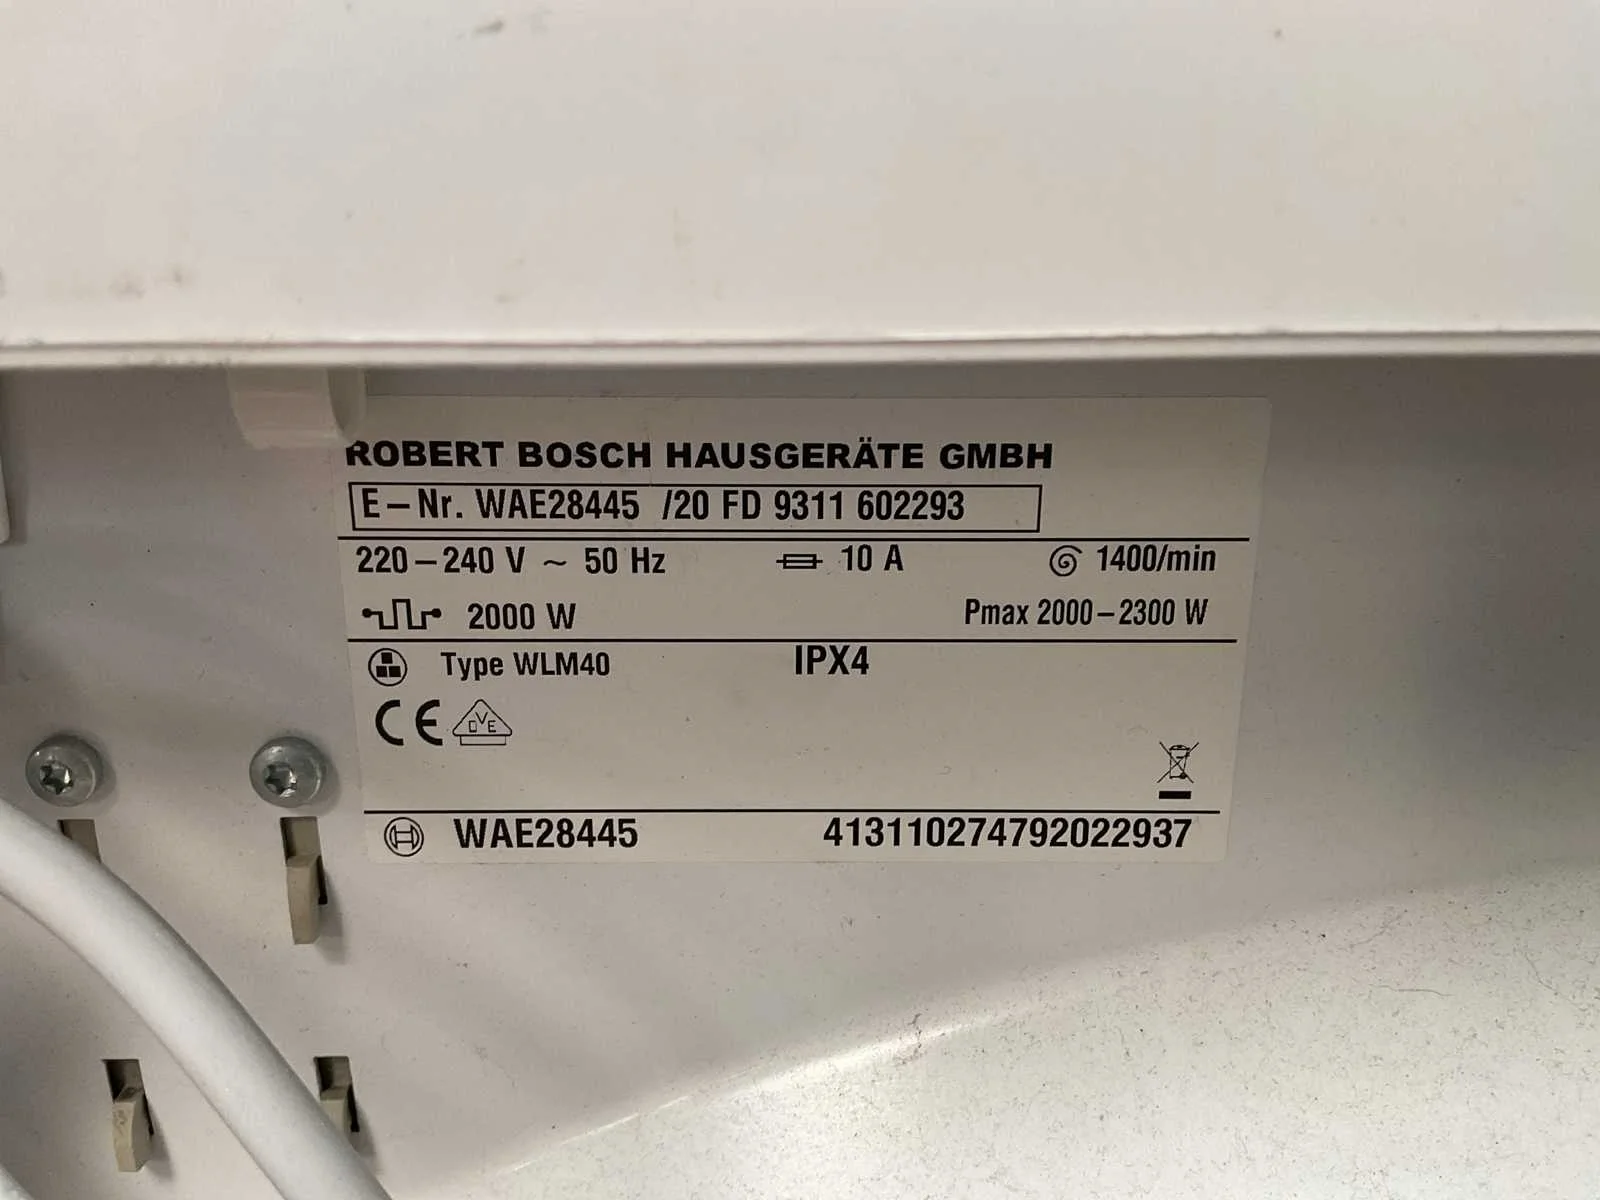 ROBERT BOSCH HAUSGERÄTE GMBH
E-Nr. WAE28445 /20 FD 9311 602293
220-240 V ~ 50 Hz 10 A 1400/min
2000 W Pmax 2000-2300 W
Type WLM40 IPX4
CE DVE
WAE28445 413110274792022937